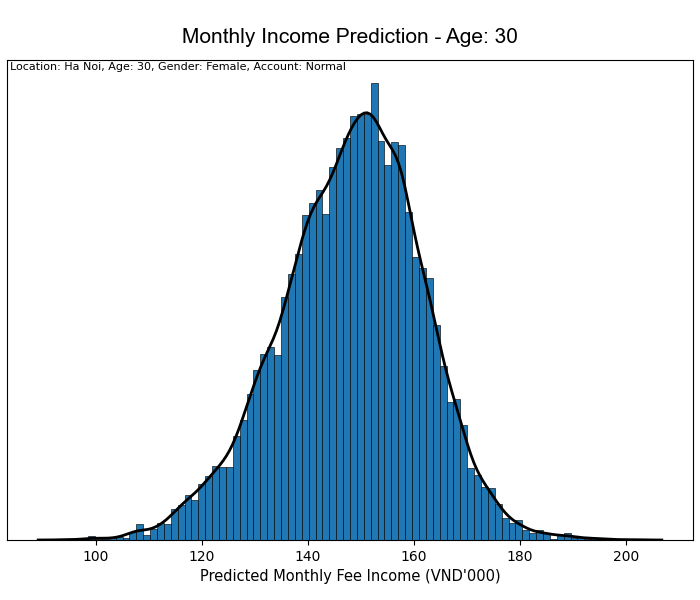 Monthly Income Prediction - Age: 30
Location: Ha Noi, Age: 30, Gender: Female, Account: Normal
100 120 140 160 180 200
Predicted Monthly Fee Income (VND'000)